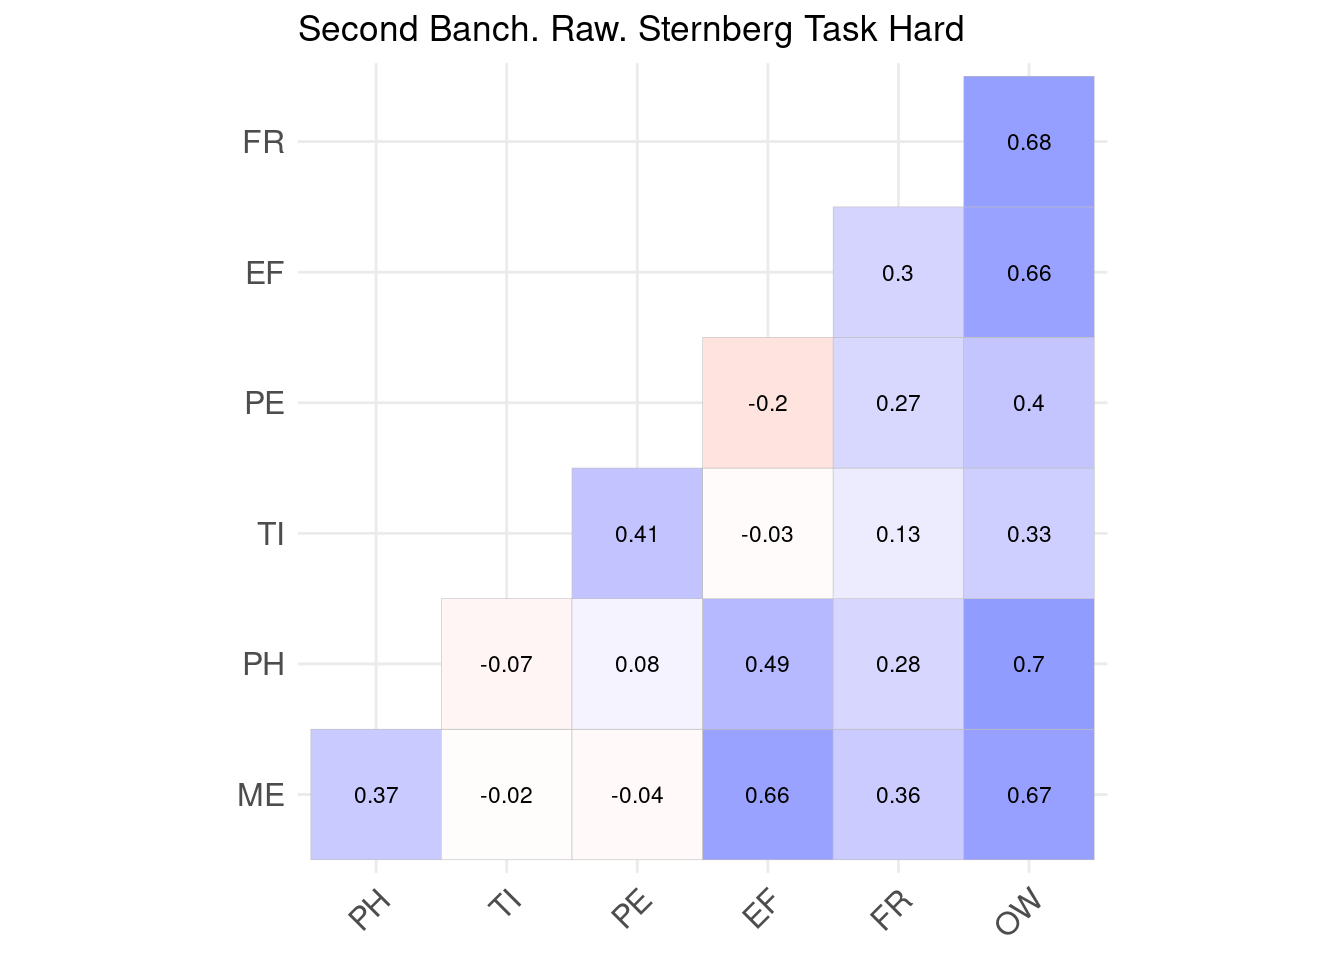 Second Banch. Raw. Sternberg Task Hard
FR 0.68
EF 0.3 0.66
PE -0.2 0.27 0.4
TI 0.41 -0.03 0.13 0.33
PH -0.07 0.08 0.49 0.28 0.7
ME 0.37 -0.02 -0.04 0.66 0.36 0.67
PH TI PE EF FR OW